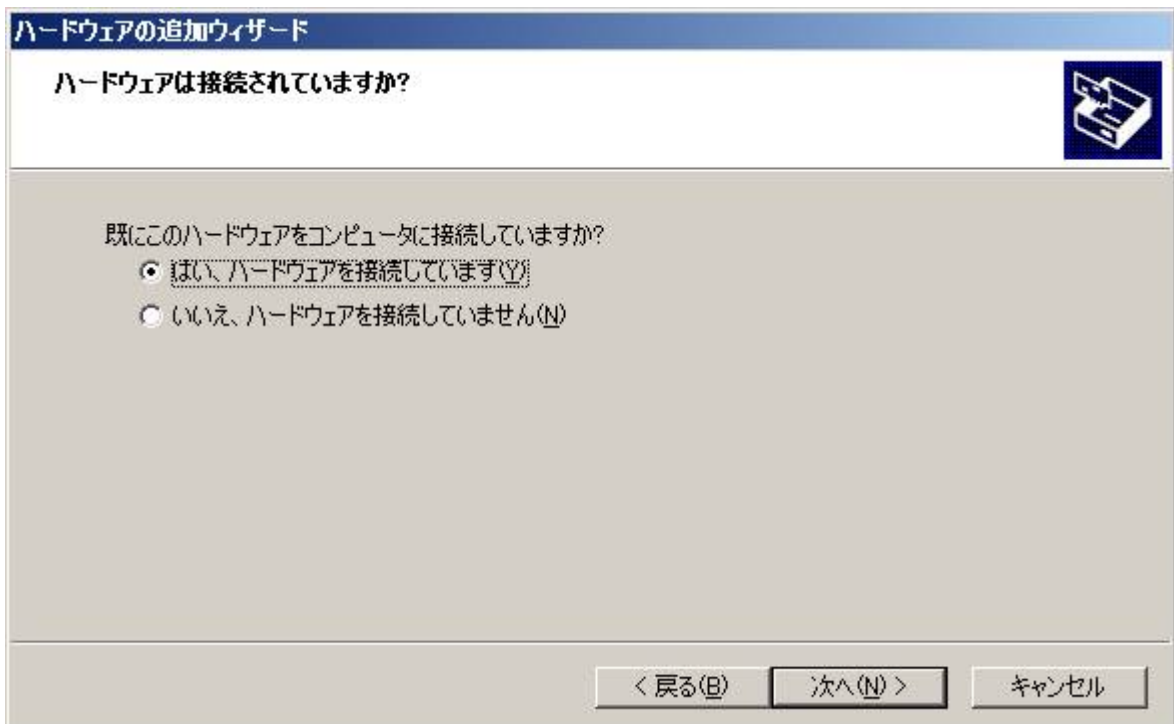 ハードウェアの追加ウィザード
ハードウェアは接続されていますか?
既にこのハードウェアをコンピュータに接続していますか?
はい、ハードウェアを接続しています(Y)
いいえ、ハードウェアを接続していません(N)
< 戻る(B) 次へ(N) > キャンセル